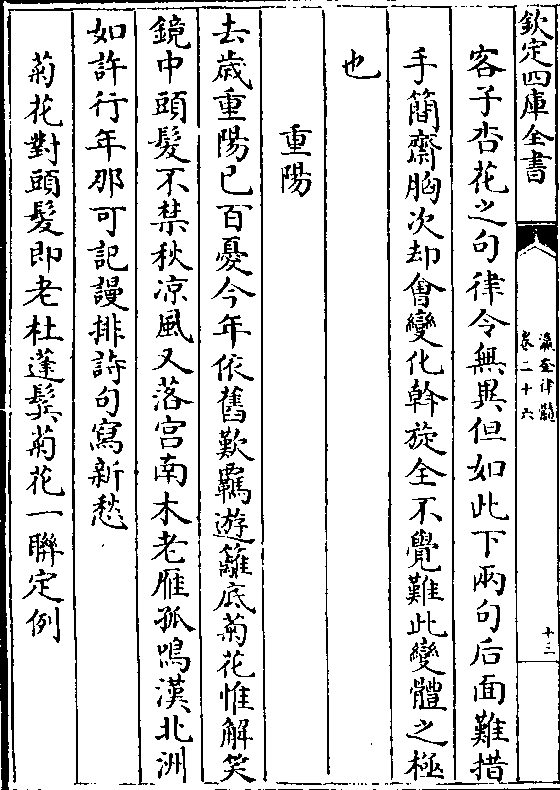 欽定四庫全書
瀛奎律髓
卷二十六
十三
客子杏花之句律令無異但如此下兩句后面難措
手簡齋胸次却會變化斡旋全不覺難此變體之極
也
重陽
去歳重陽已百憂今年依舊歎羈遊籬底菊花惟解笑
鏡中頭髮不禁秋凉風又落宫南木老雁孤鳴漢北洲
如許行年那可記謾排詩句寫新愁
菊花對頭髮即老杜蓬鬓菊花一聯定例